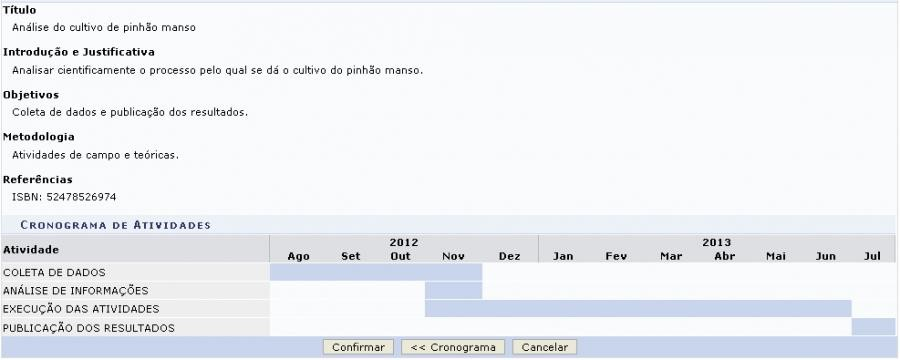 Título
Análise do cultivo de pinhão manso
Introdução e Justificativa
Analisar cientificamente o processo pelo qual se dá o cultivo do pinhão manso.
Objetivos
Coleta de dados e publicação dos resultados.
Metodologia
Atividades de campo e teóricas.
Referências
ISBN: 52478526974
CRONOGRAMA DE ATIVIDADES
Atividade 2012 2013
Ago Set Out Nov Dez Jan Fev Mar Abr Mai Jun Jul
COLETA DE DADOS
ANÁLISE DE INFORMAÇÕES
EXECUÇÃO DAS ATIVIDADES
PUBLICAÇÃO DOS RESULTADOS
Confirmar << Cronograma Cancelar